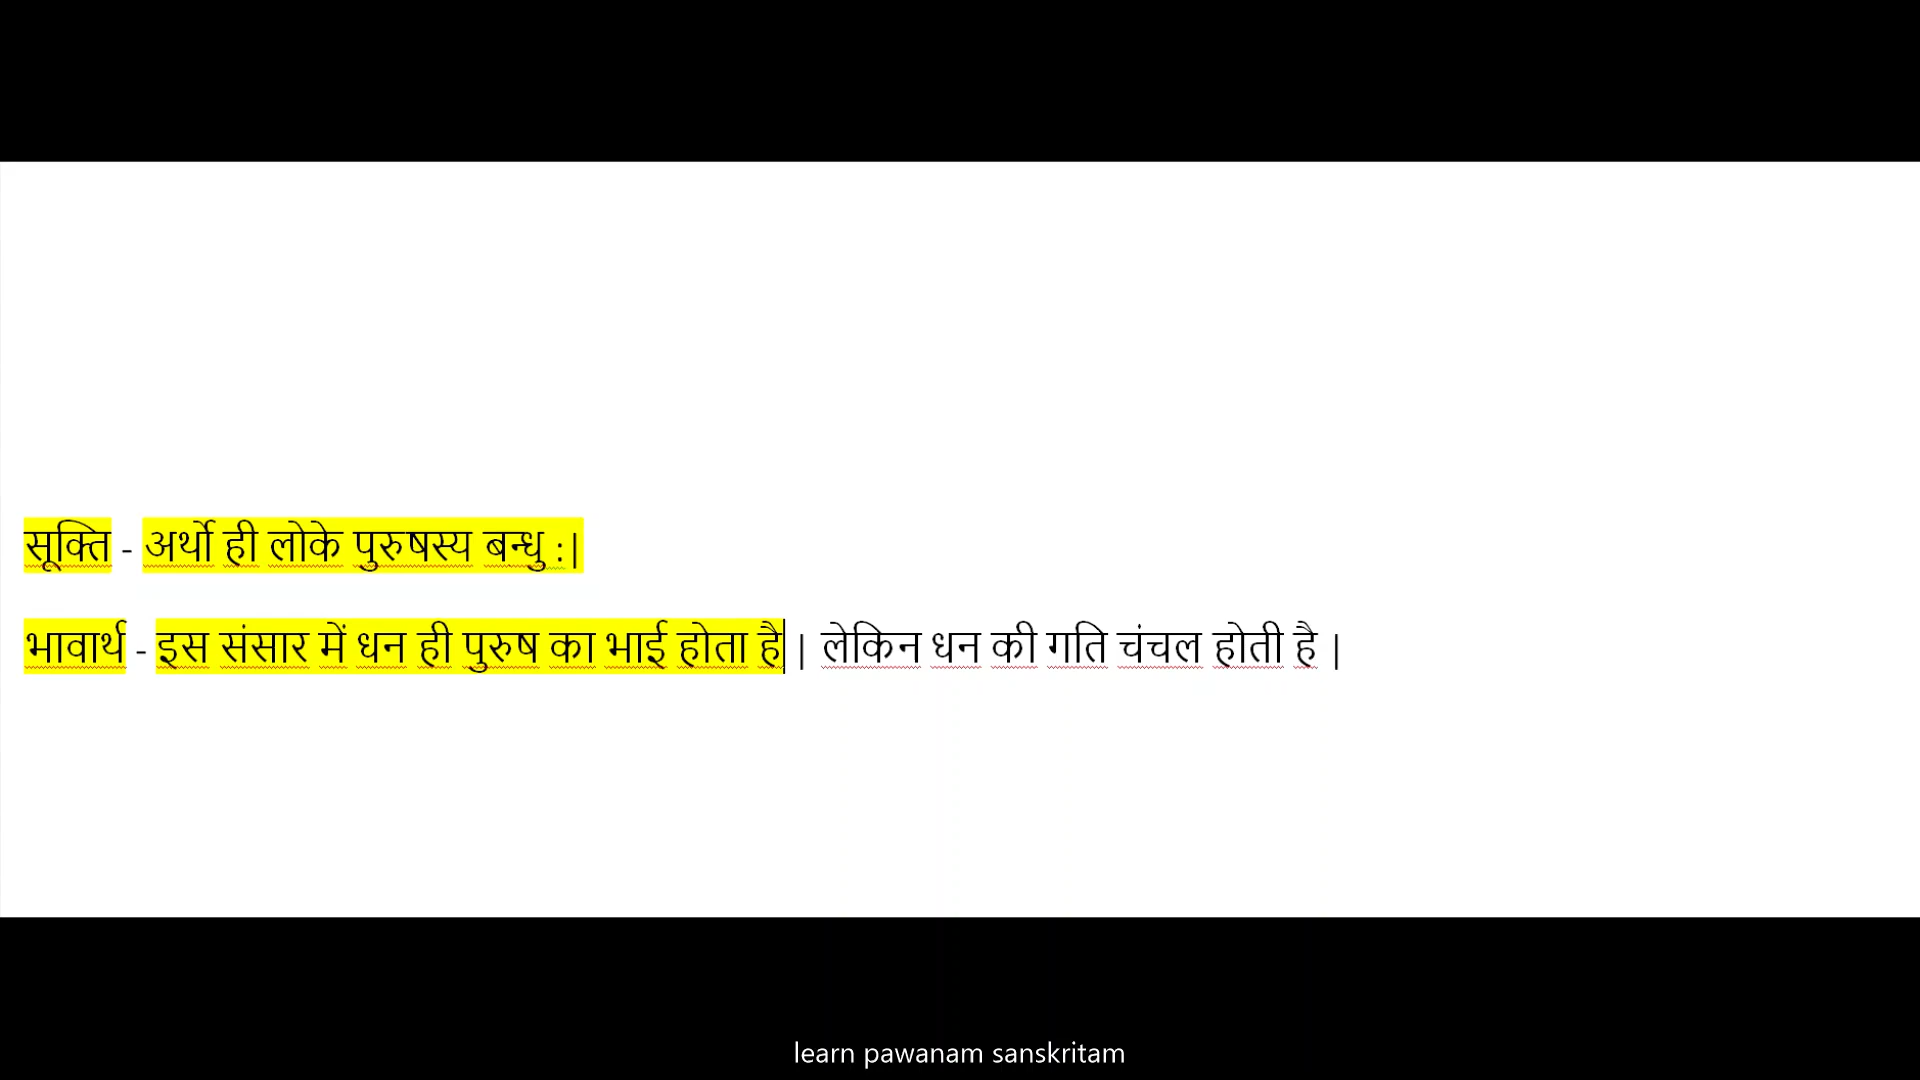 सूक्ति - अर्थो ही लोके पुरुषस्य बन्धु :|
भावार्थ - इस संसार में धन ही पुरुष का भाई होता है | लेकिन धन की गति चंचल होती है |
learn pawanam sanskritam